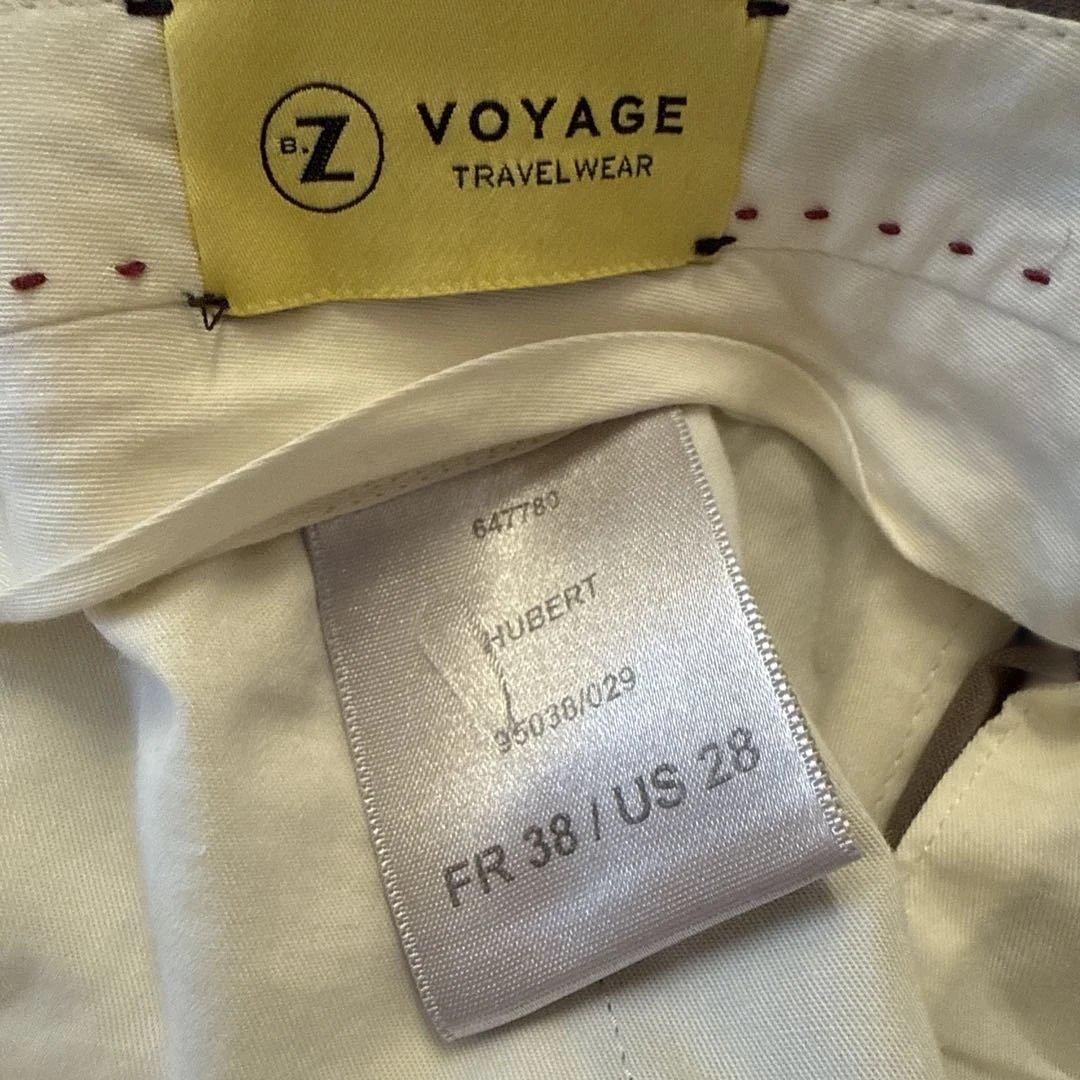 B.Z
VOYAGE
TRAVELWEAR
647780
HUBERT
95038/029
FR 38 / US 28